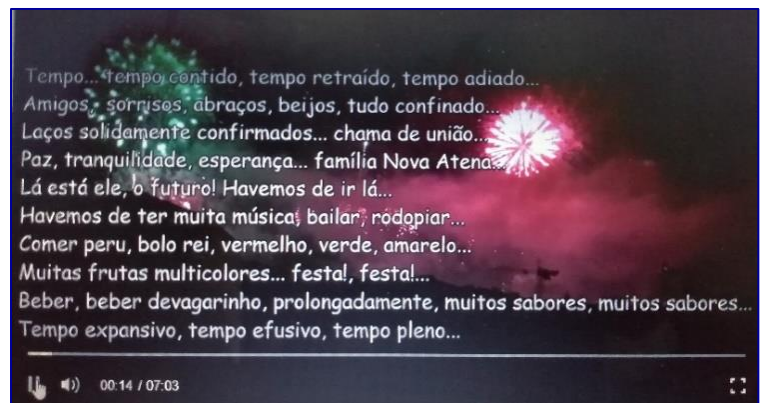 Tempo... tempo contido, tempo retraído, tempo adiado...
Amigos, sorrisos, abraços, beijos, tudo confinado...
Laços solidamente confirmados... chama de união...
Paz, tranquilidade, esperança... família Nova Atena...
Lá está ele, o futuro! Havemos de ir lá...
Havemos de ter muita música, bailar, rodopiar...
Comer peru, bolo rei, vermelho, verde, amarelo...
Muitas frutas multicolores... festa!, festa!...
Beber, beber devagarinho, prolongadamente, muitos sabores, muitos sabores...
Tempo expansivo, tempo efusivo, tempo pleno...
00:14 / 07:03